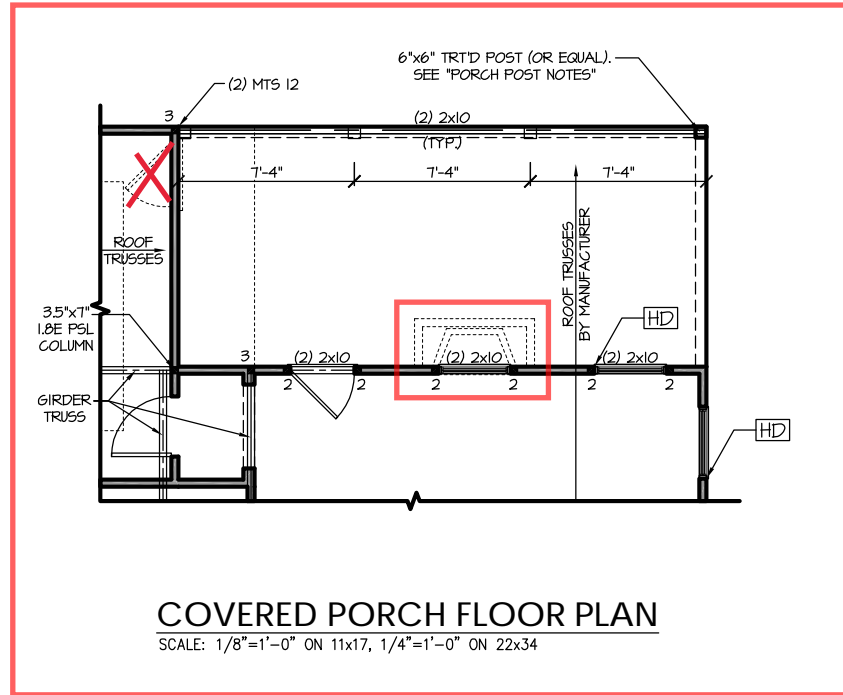 6"x6" TRT'D POST (OR EQUAL).
SEE "PORCH POST NOTES"
(2) MTS 12
3
(2) 2x10
(TYP.)
7'-4"
7'-4"
7'-4"
ROOF
TRUSSES
ROOF TRUSSES
BY MANUFACTURER
3.5"x7"
1.8E PSL
COLUMN
HD
3
(2) 2x10
(2) 2x10
(2) 2x10
2
2
2
2
2
2
GIRDER
TRUSS
HD
COVERED PORCH FLOOR PLAN
SCALE: 1/8"=1'-0" ON 11x17, 1/4"=1'-0" ON 22x34